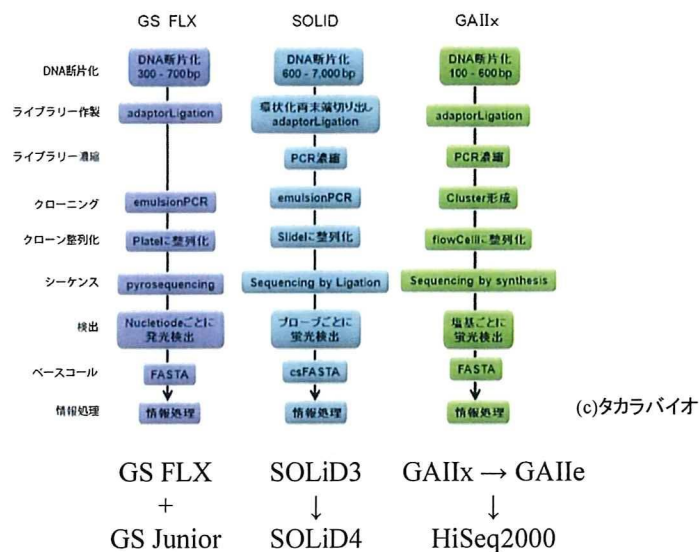 GS FLX SOLID GAIIx
DNA断片化
DNA断片化
300 - 700bp
DNA断片化
600 - 7,000bp
DNA断片化
100 - 600bp
ライブラリー作製
adaptorLigation
環状化両末端切り出し
adaptorLigation
adaptorLigation
ライブラリー濃縮
PCR濃縮
PCR濃縮
クローニング
emulsionPCR
emulsionPCR
Cluster形成
クローン整列化
Plateに整列化
Slideに整列化
flowCellに整列化
シーケンス
pyrosequencing
Sequencing by Ligation
Sequencing by synthesis
検出
Nucletiodeごとに
発光検出
プローブごとに
蛍光検出
塩基ごとに
蛍光検出
ベースコール
FASTA
csFASTA
FASTA
情報処理
情報処理
情報処理
情報処理
(c)タカラバイオ
GS FLX
+
GS Junior
SOLiD3
↓
SOLiD4
GAIIx → GAIIe
↓
HiSeq2000